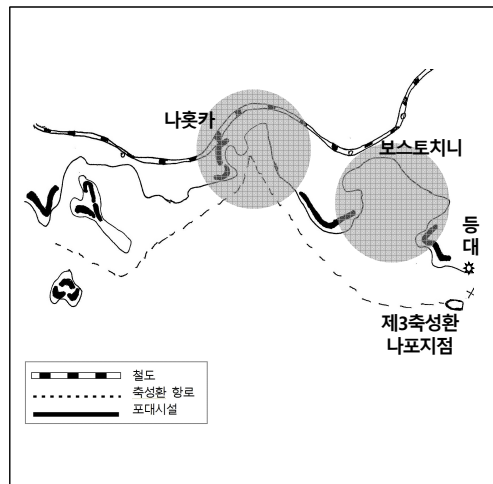 나홋카
보스토치니
등
대
제3축성환
나포지점
철도
축성환 항로
포대시설